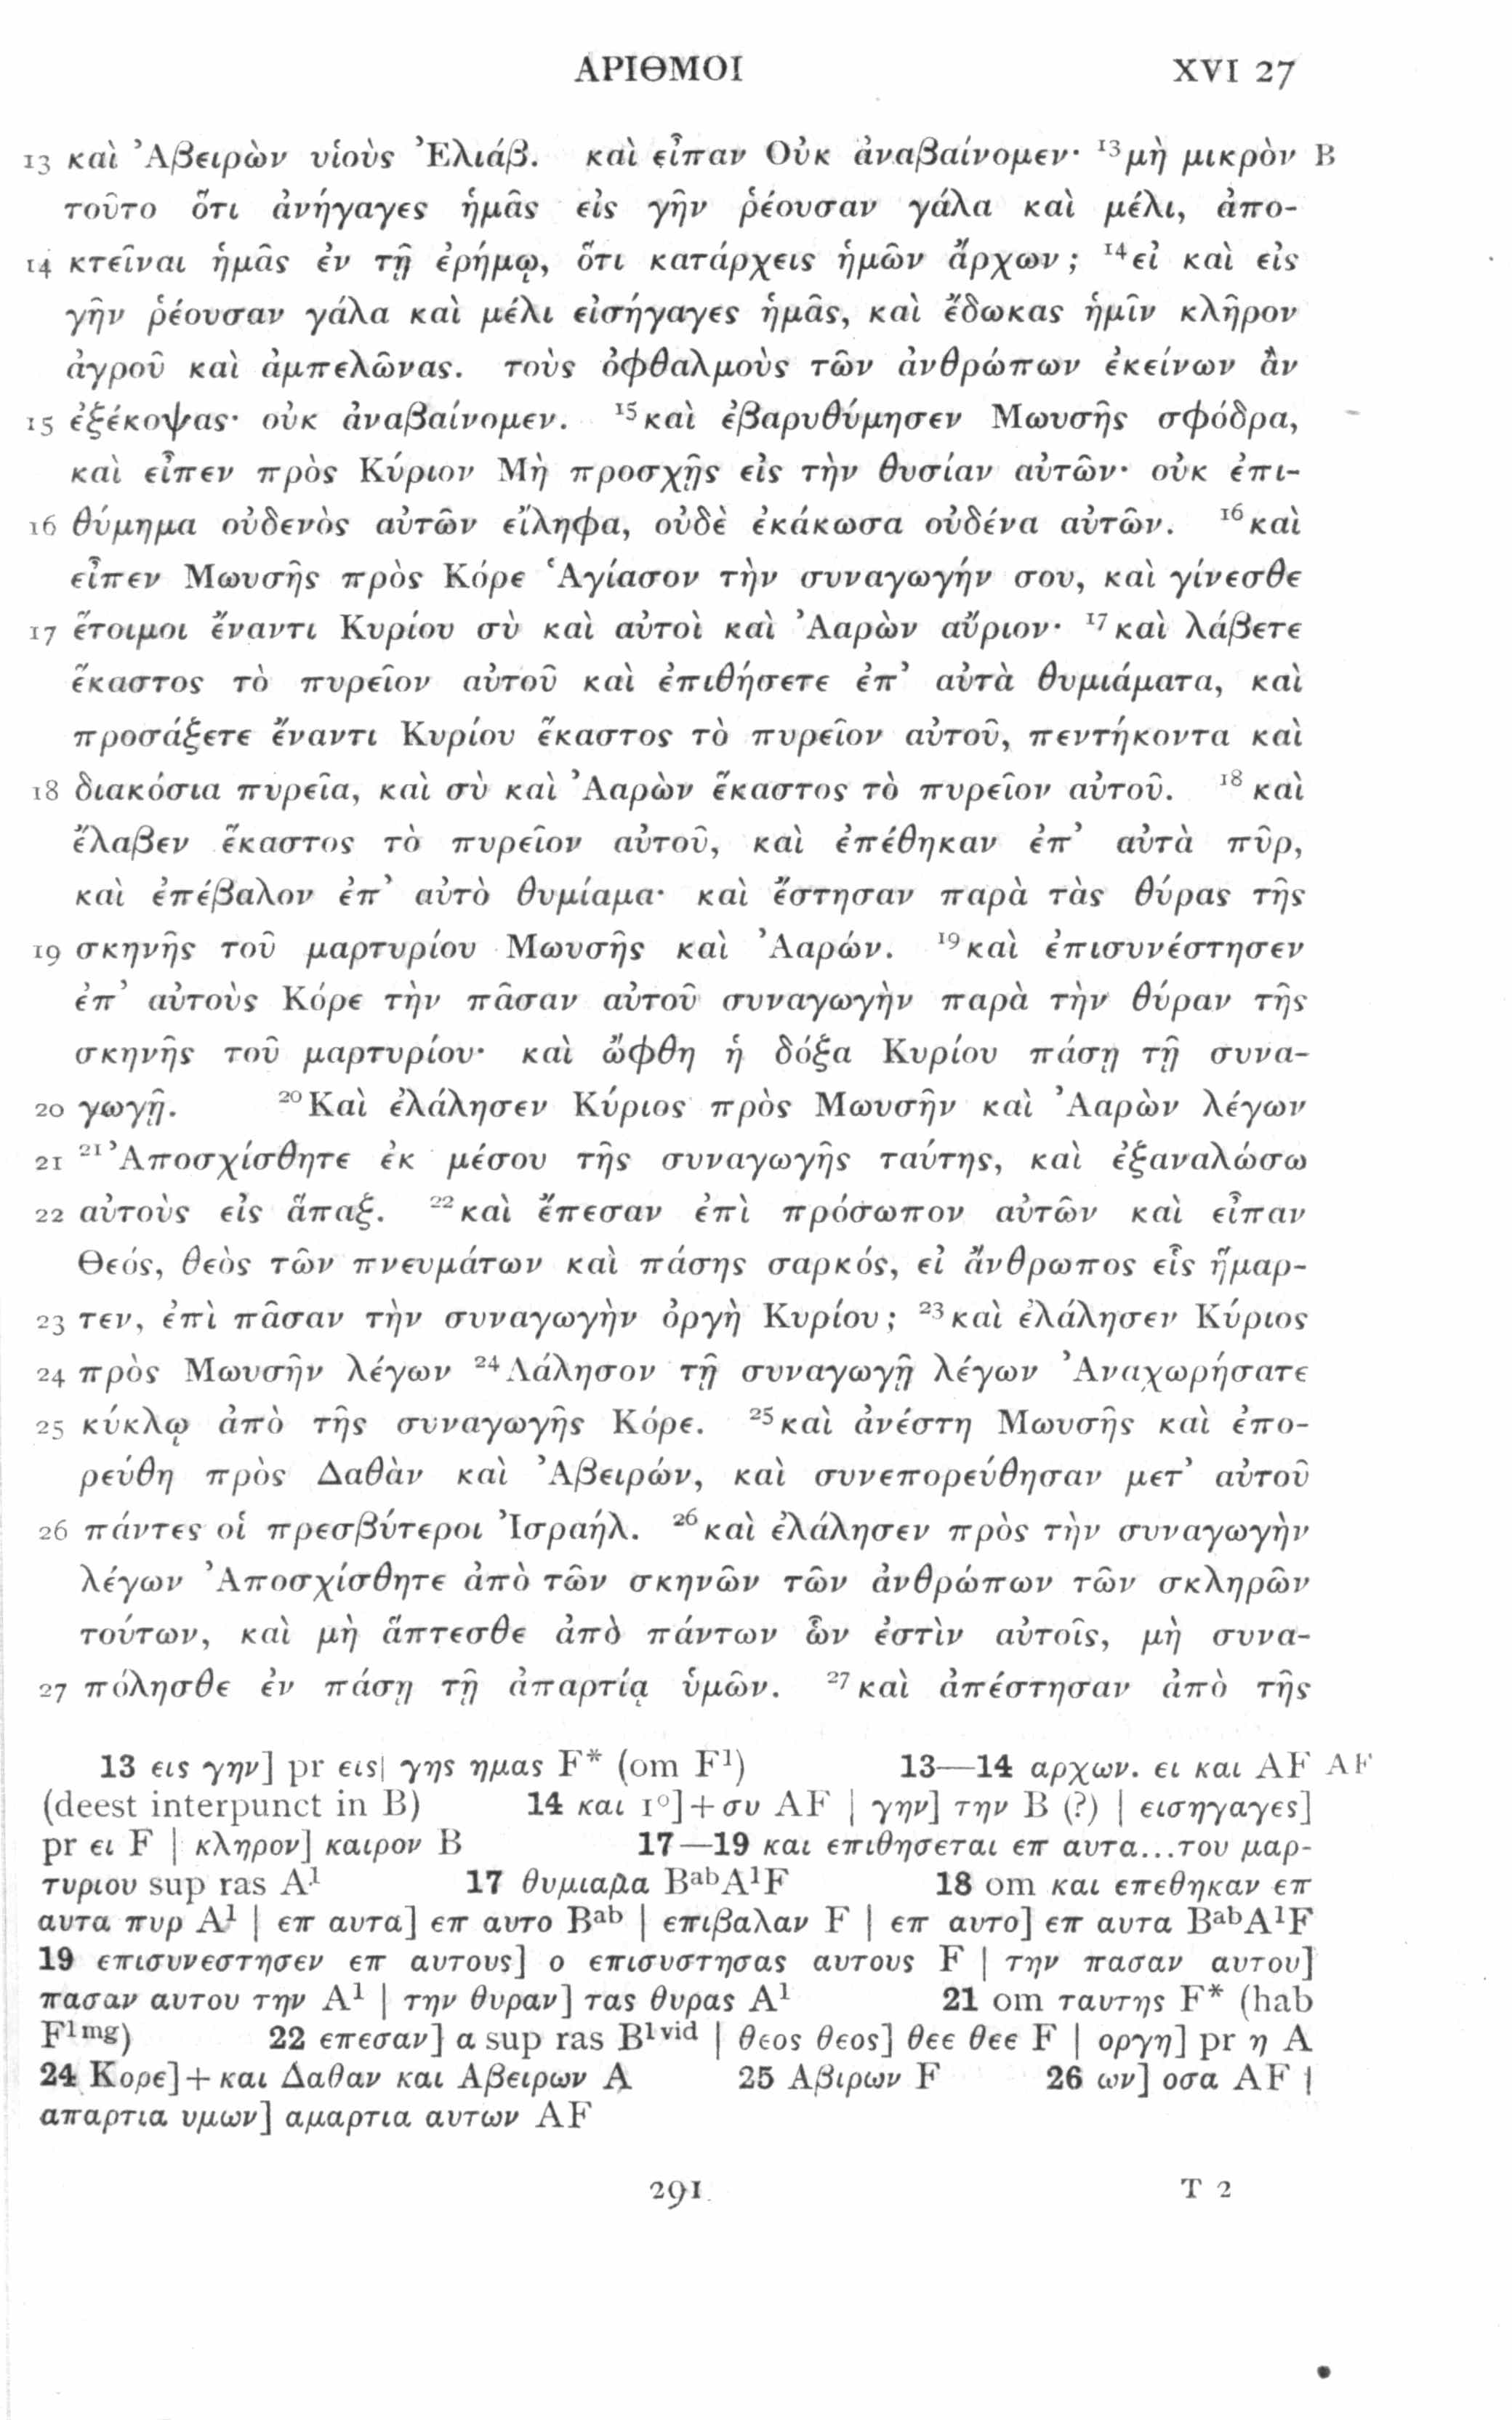 ΑΡΙΘΜΟΙ XVI 27
13 καὶ Ἀβειρὼν υἱοὺς Ἐλιάβ. καὶ εἶπαν Οὐκ ἀναβαίνομεν· ¹³μὴ μικρὸν B
τοῦτο ὅτι ἀνήγαγες ἡμᾶς εἰς γῆν ῥέουσαν γάλα καὶ μέλι, ἀπο-
14 κτεῖναι ἡμᾶς ἐν τῇ ἐρήμῳ, ὅτι κατάρχεις ἡμῶν ἄρχων; ¹⁴εἰ καὶ εἰς
γῆν ῥέουσαν γάλα καὶ μέλι εἰσήγαγες ἡμᾶς, καὶ ἔδωκας ἡμῖν κλῆρον
ἀγροῦ καὶ ἀμπελῶνας. τοὺς ὀφθαλμοὺς τῶν ἀνθρώπων ἐκείνων ἂν
15 ἐξέκοψας· οὐκ ἀναβαίνομεν. ¹⁵καὶ ἐβαρυθύμησεν Μωυσῆς σφόδρα,
καὶ εἶπεν πρὸς Κύριον Μὴ προσχῇς εἰς τὴν θυσίαν αὐτῶν· οὐκ ἐπι-
16 θύμημα οὐδενὸς αὐτῶν εἴληφα, οὐδὲ ἐκάκωσα οὐδένα αὐτῶν. ¹⁶καὶ
εἶπεν Μωυσῆς πρὸς Κόρε Ἁγίασον τὴν συναγωγήν σου, καὶ γίνεσθε
17 ἕτοιμοι ἔναντι Κυρίου σὺ καὶ αὐτοὶ καὶ Ἀαρὼν αὔριον· ¹⁷καὶ λάβετε
ἕκαστος τὸ πυρεῖον αὐτοῦ καὶ ἐπιθήσετε ἐπ’ αὐτὰ θυμιάματα, καὶ
προσάξετε ἔναντι Κυρίου ἕκαστος τὸ πυρεῖον αὐτοῦ, πεντήκοντα καὶ
18 διακόσια πυρεῖα, καὶ σὺ καὶ Ἀαρὼν ἕκαστος τὸ πυρεῖον αὐτοῦ. ¹⁸καὶ
ἔλαβεν ἕκαστος τὸ πυρεῖον αὐτοῦ, καὶ ἐπέθηκαν ἐπ’ αὐτὰ πῦρ,
καὶ ἐπέβαλον ἐπ’ αὐτὸ θυμίαμα· καὶ ἔστησαν παρὰ τὰς θύρας τῆς
19 σκηνῆς τοῦ μαρτυρίου Μωυσῆς καὶ Ἀαρών. ¹⁹καὶ ἐπισυνέστησεν
ἐπ’ αὐτοὺς Κόρε τὴν πᾶσαν αὐτοῦ συναγωγὴν παρὰ τὴν θύραν τῆς
σκηνῆς τοῦ μαρτυρίου· καὶ ὤφθη ἡ δόξα Κυρίου πάσῃ τῇ συνα-
20 γωγῇ. ²⁰Καὶ ἐλάλησεν Κύριος πρὸς Μωυσῆν καὶ Ἀαρὼν λέγων
21 ²¹Ἀποσχίσθητε ἐκ μέσου τῆς συναγωγῆς ταύτης, καὶ ἐξαναλώσω
22 αὐτοὺς εἰς ἅπαξ. ²²καὶ ἔπεσαν ἐπὶ πρόσωπον αὐτῶν καὶ εἶπαν
Θεός, θεὸς τῶν πνευμάτων καὶ πάσης σαρκός, εἰ ἄνθρωπος εἷς ἥμαρ-
23 τεν, ἐπὶ πᾶσαν τὴν συναγωγὴν ὀργὴ Κυρίου; ²³καὶ ἐλάλησεν Κύριος
24 πρὸς Μωυσῆν λέγων ²⁴Λάλησον τῇ συναγωγῇ λέγων Ἀναχωρήσατε
25 κύκλῳ ἀπὸ τῆς συναγωγῆς Κόρε. ²⁵καὶ ἀνέστη Μωυσῆς καὶ ἐπο-
ρεύθη πρὸς Δαθὰν καὶ Ἀβειρών, καὶ συνεπορεύθησαν μετ’ αὐτοῦ
26 πάντες οἱ πρεσβύτεροι Ἰσραήλ. ²⁶καὶ ἐλάλησεν πρὸς τὴν συναγωγὴν
λέγων Ἀποσχίσθητε ἀπὸ τῶν σκηνῶν τῶν ἀνθρώπων τῶν σκληρῶν
τούτων, καὶ μὴ ἅπτεσθε ἀπὸ πάντων ὧν ἐστὶν αὐτοῖς, μὴ συνα-
27 πόλησθε ἐν πάσῃ τῇ ἀπαρτίᾳ ὑμῶν. ²⁷καὶ ἀπέστησαν ἀπὸ τῆς
13 εις γην] pr εις| γης ημας F* (om F¹) 13—14 αρχων. ει και AF AF
(deest interpunct in B) 14 και 1°]+συ AF | γην] την B (?) | εισηγαγες]
pr ει F | κληρον] καιρον B 17—19 και επιθησεται επ αυτα...του μαρ-
τυριου sup ras A¹ 17 θυμιαμα BᵃᵇA¹F 18 om και επεθηκαν επ
αυτα πυρ A¹ | επ αυτα] επ αυτο Bᵃᵇ | επιβαλαν F | επ αυτο] επ αυτα BᵃᵇA¹F
19 επισυνεστησεν επ αυτους] ο επισυστησας αυτους F | την πασαν αυτου]
πασαν αυτου την A¹ | την θυραν] τας θυρας A¹ 21 om ταυτης F* (hab
F¹ᵐᵍ) 22 επεσαν] α sup ras B¹ᵛⁱᵈ | θεος θεος] θεε θεε F | οργη] pr η A
24 Κορε]+και Δαθαν και Αβειρων A 25 Αβιρων F 26 ων] οσα AF |
απαρτια υμων] αμαρτια αυτων AF
291 T 2